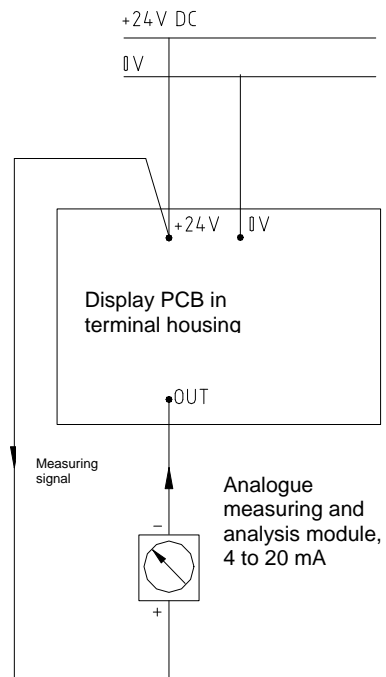 +24V DC
0V
+24V
0V
Display PCB in
terminal housing
OUT
Measuring
signal
Analogue
measuring and
analysis module,
4 to 20 mA
−
+